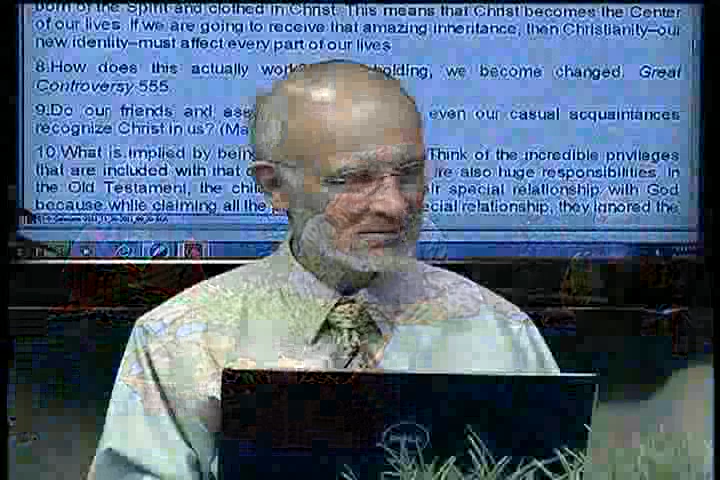 born of the Spirit and clothed in Christ. This means that Christ becomes the Center
of our lives. If we are going to receive that amazing inheritance, then Christianity–our
new identity–must affect every part of our lives.
8.How does this actually work? holding, we become changed. Great
Controversy 555.
9.Do our friends and even our casual acquaintances
recognize Christ in us?
10.What is implied by being Think of the incredible privileges
that are included with that also huge responsibilities. In
the Old Testament, the special relationship with God
because while claiming all the special relationship, they ignored the
DELL